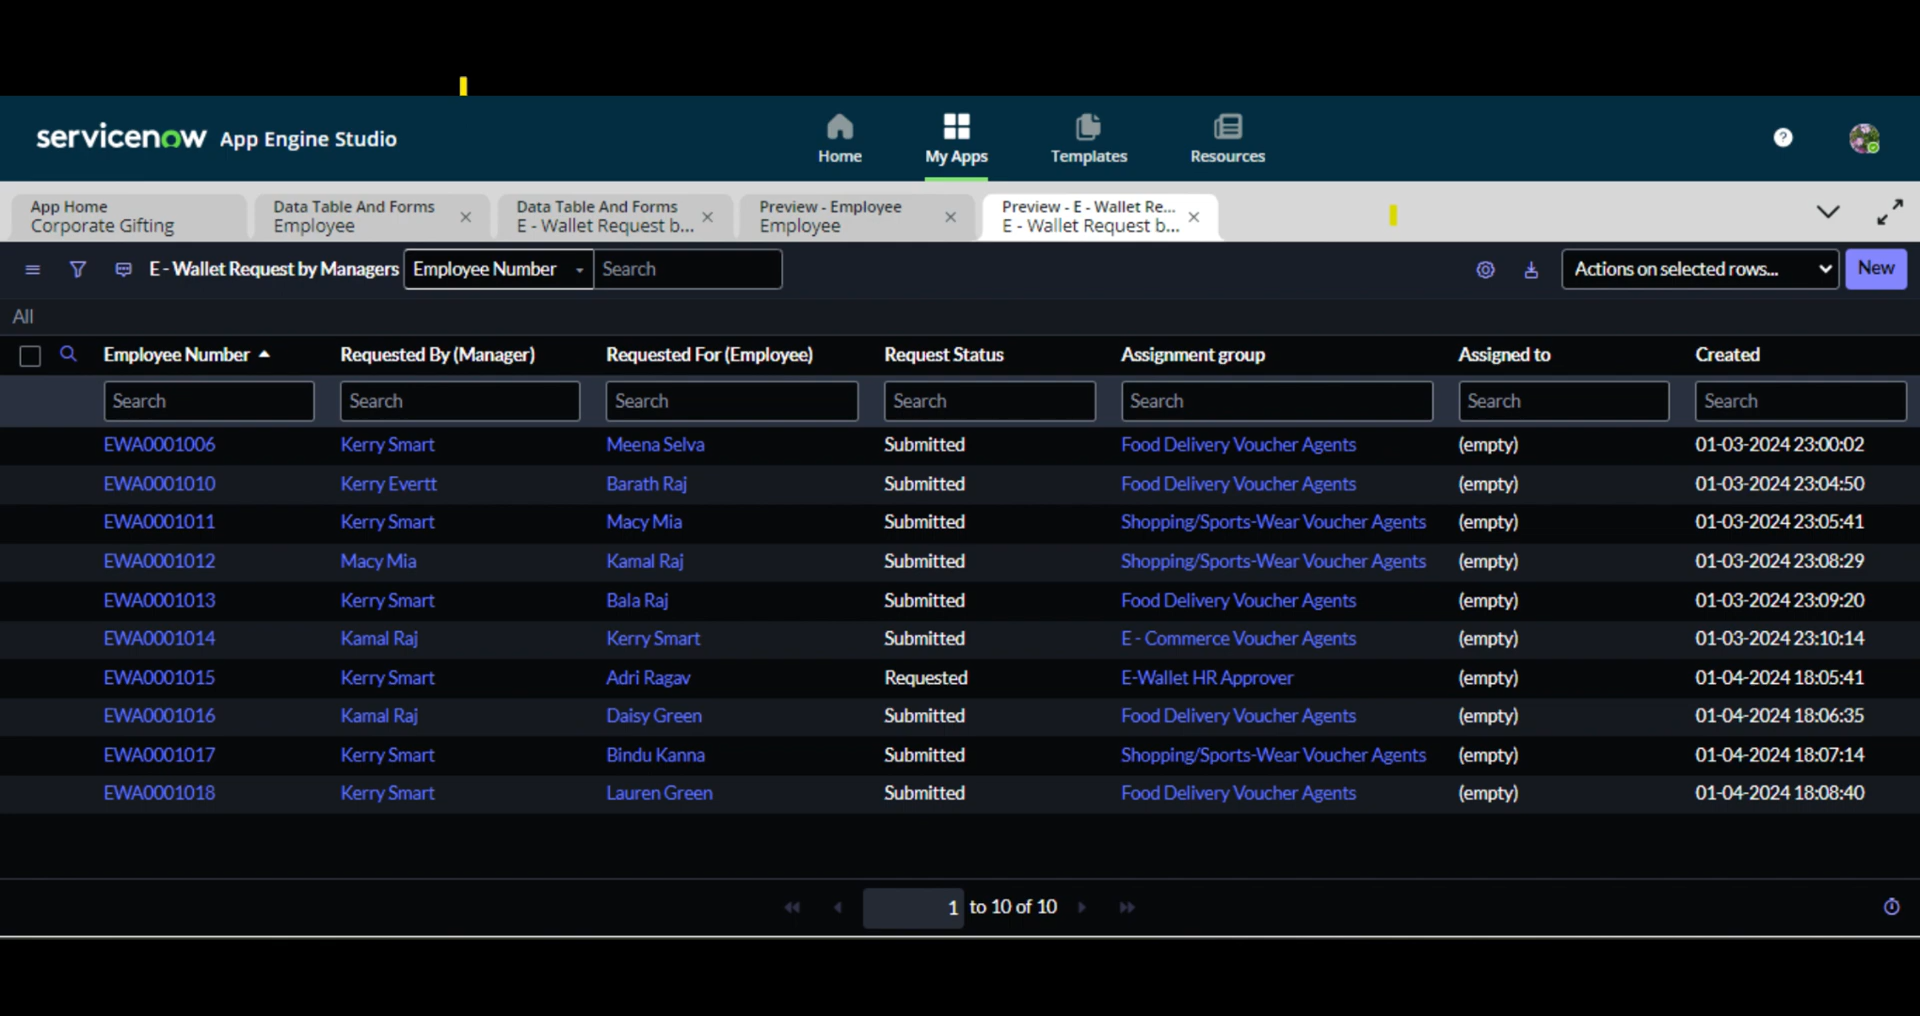 servicenow App Engine Studio
Home
My Apps
Templates
Resources
?
App Home
Corporate Gifting
Data Table And Forms
Employee
Data Table And Forms
E - Wallet Request b...
Preview - Employee
Employee
Preview - E - Wallet Re...
E - Wallet Request b...
E - Wallet Request by Managers Employee Number Search Actions on selected rows... New
All
Employee Number Requested By (Manager) Requested For (Employee) Request Status Assignment group Assigned to Created
Search Search Search Search Search Search Search
EWA0001006 Kerry Smart Meena Selva Submitted Food Delivery Voucher Agents (empty) 01-03-2024 23:00:02
EWA0001010 Kerry Evertt Barath Raj Submitted Food Delivery Voucher Agents (empty) 01-03-2024 23:04:50
EWA0001011 Kerry Smart Macy Mia Submitted Shopping/Sports-Wear Voucher Agents (empty) 01-03-2024 23:05:41
EWA0001012 Macy Mia Kamal Raj Submitted Shopping/Sports-Wear Voucher Agents (empty) 01-03-2024 23:08:29
EWA0001013 Kerry Smart Bala Raj Submitted Food Delivery Voucher Agents (empty) 01-03-2024 23:09:20
EWA0001014 Kamal Raj Kerry Smart Submitted E - Commerce Voucher Agents (empty) 01-03-2024 23:10:14
EWA0001015 Kerry Smart Adri Ragav Requested E-Wallet HR Approver (empty) 01-04-2024 18:05:41
EWA0001016 Kamal Raj Daisy Green Submitted Food Delivery Voucher Agents (empty) 01-04-2024 18:06:35
EWA0001017 Kerry Smart Bindu Kanna Submitted Shopping/Sports-Wear Voucher Agents (empty) 01-04-2024 18:07:14
EWA0001018 Kerry Smart Lauren Green Submitted Food Delivery Voucher Agents (empty) 01-04-2024 18:08:40
1 to 10 of 10